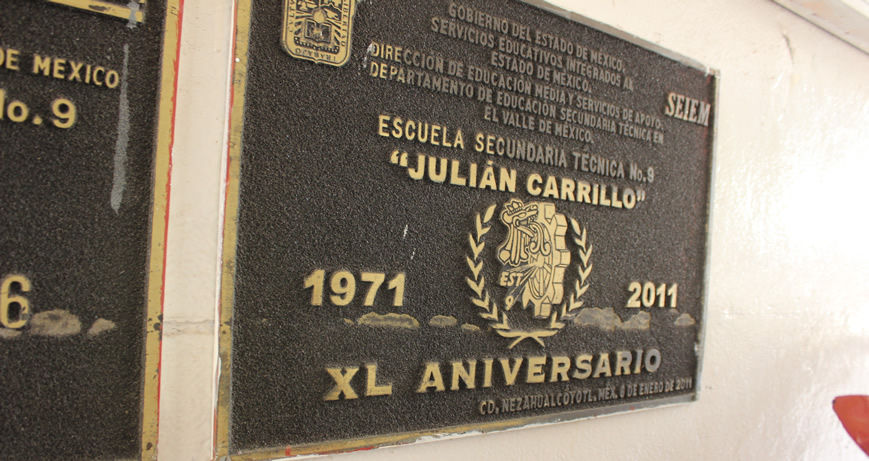 DE MEXICO
No.9
6
TRABAJO
GOBIERNO DEL ESTADO DE MÉXICO.
SERVICIOS EDUCATIVOS INTEGRADOS AL
ESTADO DE MÉXICO.
DIRECCIÓN DE EDUCACIÓN MEDIA Y SERVICIOS DE APOYO.
DEPARTAMENTO DE EDUCACIÓN SECUNDARIA TÉCNICA EN
EL VALLE DE MÉXICO.
SEIEM
ESCUELA SECUNDARIA TÉCNICA No.9
“JULIÁN CARRILLO”
EST
9
1971
2011
XL ANIVERSARIO
CD. NEZAHUALCÓYOTL, MÉX. 6 DE ENERO DE 2011